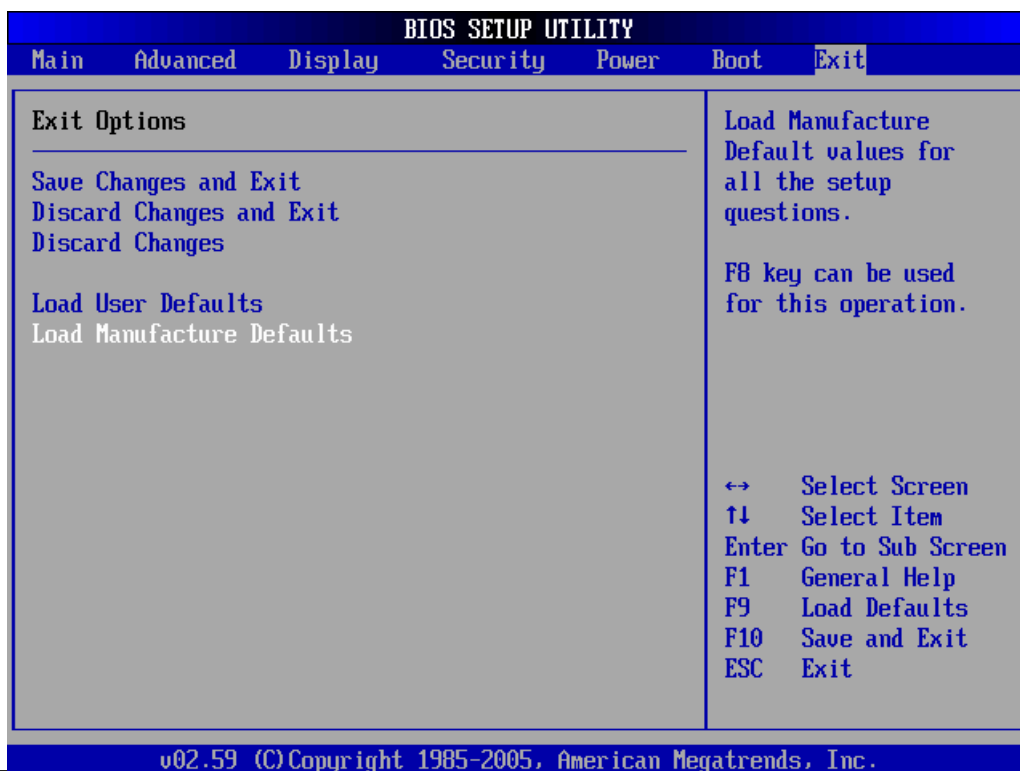 BIOS SETUP UTILITY
Main Advanced Display Security Power Boot Exit
Exit Options
Save Changes and Exit
Discard Changes and Exit
Discard Changes
Load User Defaults
Load Manufacture Defaults
Load Manufacture
Default values for
all the setup
questions.
F8 key can be used
for this operation.
↔ Select Screen
↑↓ Select Item
Enter Go to Sub Screen
F1 General Help
F9 Load Defaults
F10 Save and Exit
ESC Exit
v02.59 (C)Copyright 1985-2005, American Megatrends, Inc.